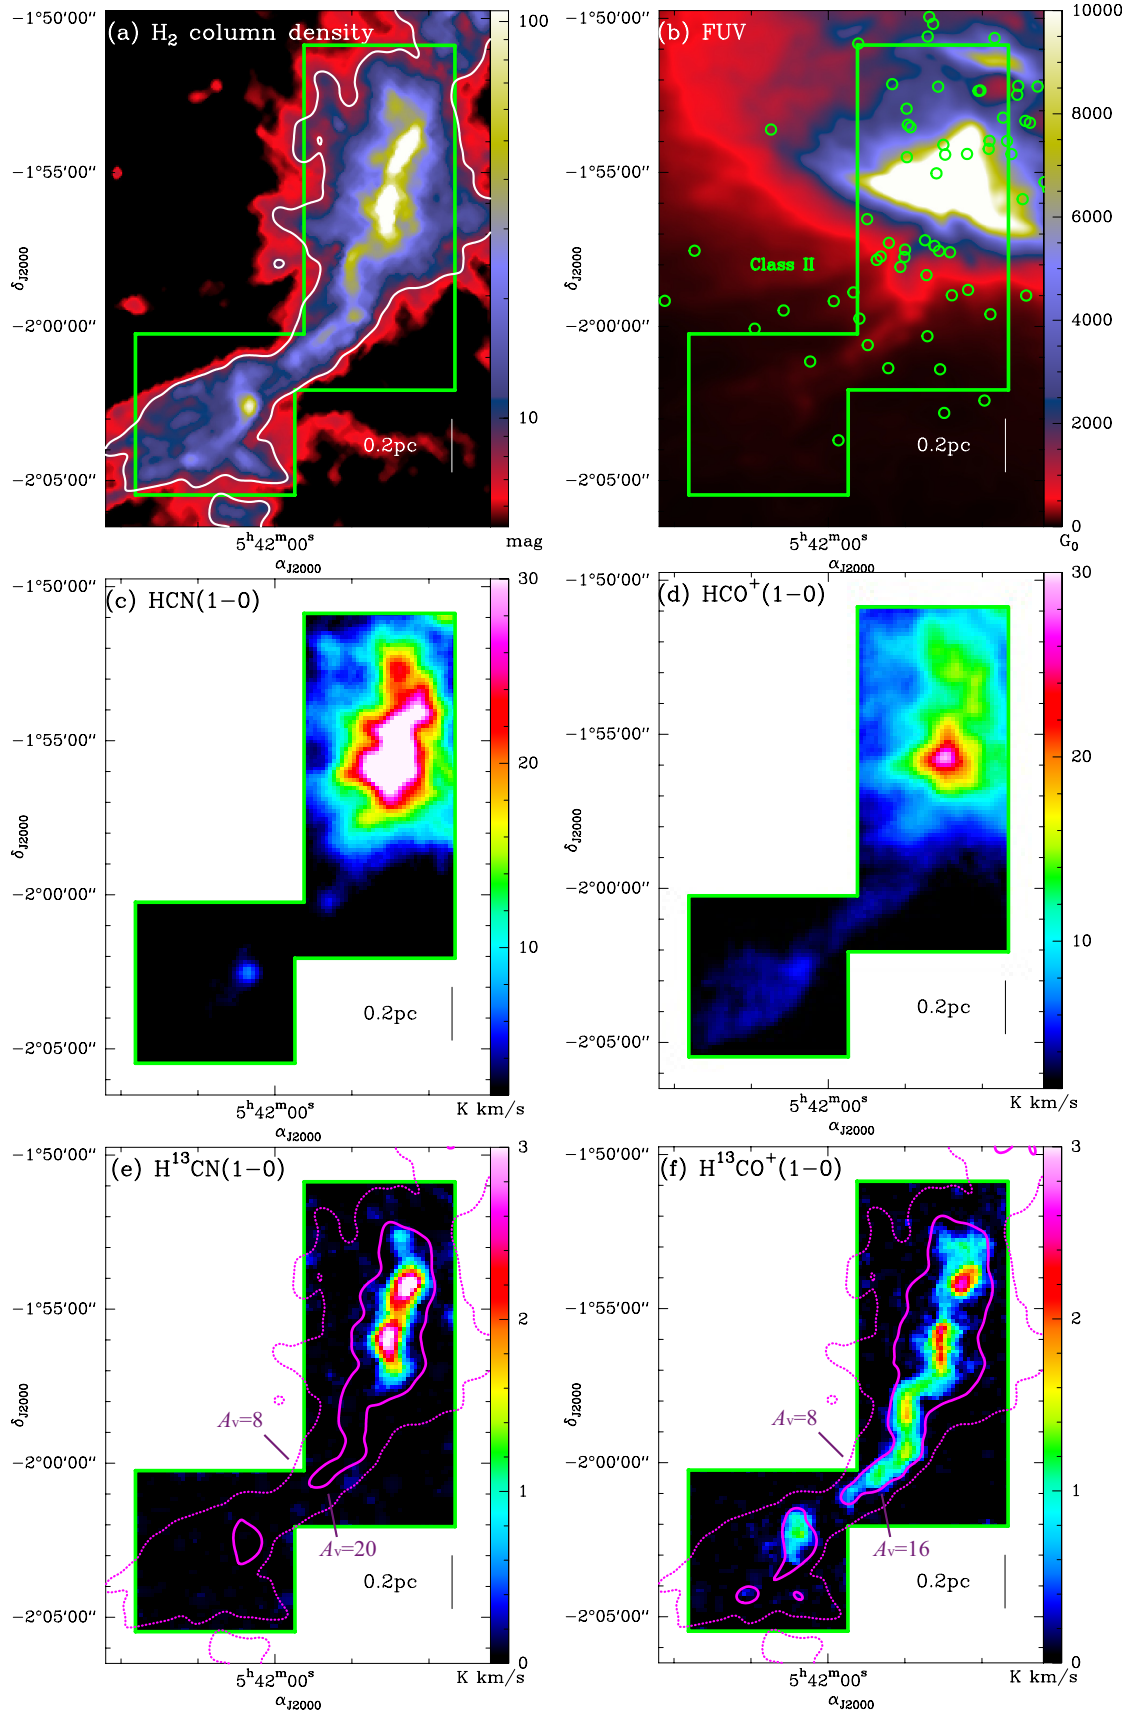 (a) H₂ column density
100
10
mag
−1°50′00″
−1°55′00″
−2°00′00″
−2°05′00″
δJ2000
0.2pc
5ʰ42ᵐ00ˢ
αJ2000
(b) FUV
Class II
10000
8000
6000
4000
2000
0
G₀
−1°50′00″
−1°55′00″
−2°00′00″
−2°05′00″
δJ2000
0.2pc
5ʰ42ᵐ00ˢ
αJ2000
(c) HCN(1−0)
30
20
10
K km/s
−1°50′00″
−1°55′00″
−2°00′00″
−2°05′00″
δJ2000
0.2pc
5ʰ42ᵐ00ˢ
αJ2000
(d) HCO⁺(1−0)
30
20
10
K km/s
−1°50′00″
−1°55′00″
−2°00′00″
−2°05′00″
δJ2000
0.2pc
5ʰ42ᵐ00ˢ
αJ2000
(e) H¹³CN(1−0)
3
2
1
0
K km/s
−1°50′00″
−1°55′00″
−2°00′00″
−2°05′00″
δJ2000
Av=8
Av=20
0.2pc
5ʰ42ᵐ00ˢ
αJ2000
(f) H¹³CO⁺(1−0)
3
2
1
0
K km/s
−1°50′00″
−1°55′00″
−2°00′00″
−2°05′00″
δJ2000
Av=8
Av=16
0.2pc
5ʰ42ᵐ00ˢ
αJ2000